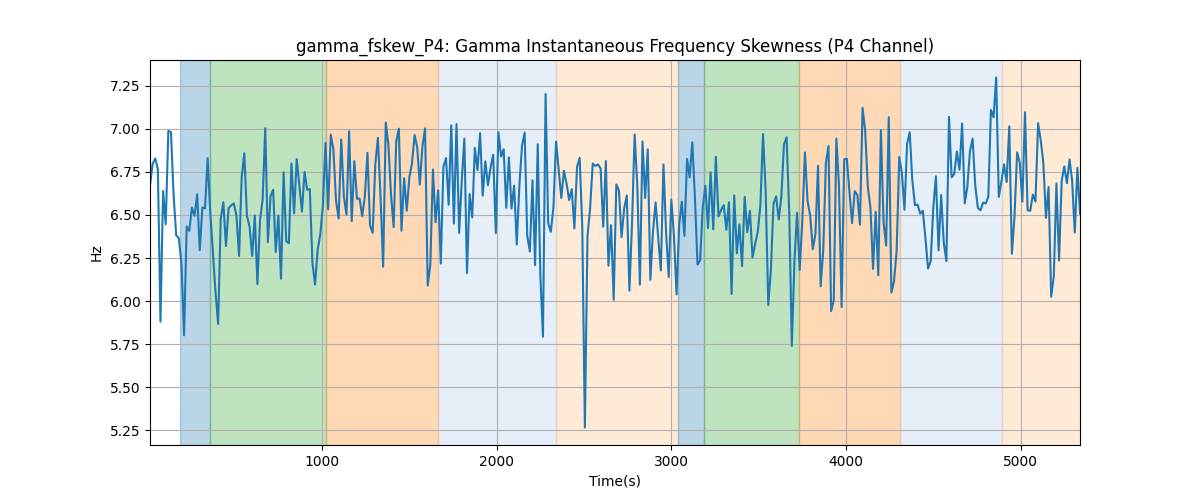 gamma_fskew_P4: Gamma Instantaneous Frequency Skewness (P4 Channel)
7.25
7.00
6.75
6.50
6.25
6.00
5.75
5.50
5.25
Hz
1000 2000 3000 4000 5000
Time(s)